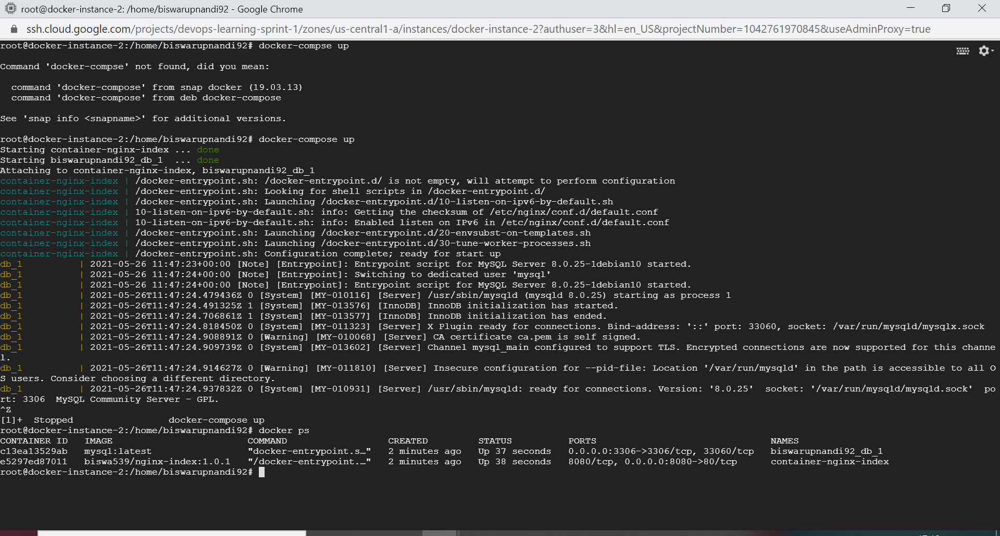 root@docker-instance-2: /home/biswarupnandi92 - Google Chrome
ssh.cloud.google.com/projects/devops-learning-sprint-1/zones/us-central1-a/instances/docker-instance-2?authuser=3&hl=en_US&projectNumber=1042761970845&useAdminProxy=true
root@docker-instance-2:/home/biswarupnandi92# docker-compse up
Command 'docker-compse' not found, did you mean:
  command 'docker-compose' from snap docker (19.03.13)
  command 'docker-compose' from deb docker-compose
See 'snap info <snapname>' for additional versions.
root@docker-instance-2:/home/biswarupnandi92# docker-compose up
Starting container-nginx-index ... done
Starting biswarupnandi92_db_1  ... done
Attaching to container-nginx-index, biswarupnandi92_db_1
container-nginx-index | /docker-entrypoint.sh: /docker-entrypoint.d/ is not empty, will attempt to perform configuration
container-nginx-index | /docker-entrypoint.sh: Looking for shell scripts in /docker-entrypoint.d/
container-nginx-index | /docker-entrypoint.sh: Launching /docker-entrypoint.d/10-listen-on-ipv6-by-default.sh
container-nginx-index | 10-listen-on-ipv6-by-default.sh: info: Getting the checksum of /etc/nginx/conf.d/default.conf
container-nginx-index | 10-listen-on-ipv6-by-default.sh: info: Enabled listen on IPv6 in /etc/nginx/conf.d/default.conf
container-nginx-index | /docker-entrypoint.sh: Launching /docker-entrypoint.d/20-envsubst-on-templates.sh
container-nginx-index | /docker-entrypoint.sh: Launching /docker-entrypoint.d/30-tune-worker-processes.sh
container-nginx-index | /docker-entrypoint.sh: Configuration complete; ready for start up
db_1          | 2021-05-26 11:47:23+00:00 [Note] [Entrypoint]: Entrypoint script for MySQL Server 8.0.25-1debian10 started.
db_1          | 2021-05-26 11:47:24+00:00 [Note] [Entrypoint]: Switching to dedicated user 'mysql'
db_1          | 2021-05-26 11:47:24+00:00 [Note] [Entrypoint]: Entrypoint script for MySQL Server 8.0.25-1debian10 started.
db_1          | 2021-05-26T11:47:24.479436Z 0 [System] [MY-010116] [Server] /usr/sbin/mysqld (mysqld 8.0.25) starting as process 1
db_1          | 2021-05-26T11:47:24.491325Z 1 [System] [MY-013576] [InnoDB] InnoDB initialization has started.
db_1          | 2021-05-26T11:47:24.706861Z 1 [System] [MY-013577] [InnoDB] InnoDB initialization has ended.
db_1          | 2021-05-26T11:47:24.818450Z 0 [System] [MY-011323] [Server] X Plugin ready for connections. Bind-address: '::' port: 33060, socket: /var/run/mysqld/mysqlx.sock
db_1          | 2021-05-26T11:47:24.908891Z 0 [Warning] [MY-010068] [Server] CA certificate ca.pem is self signed.
db_1          | 2021-05-26T11:47:24.909739Z 0 [System] [MY-013602] [Server] Channel mysql_main configured to support TLS. Encrypted connections are now supported for this channe
l.
db_1          | 2021-05-26T11:47:24.914627Z 0 [Warning] [MY-011810] [Server] Insecure configuration for --pid-file: Location '/var/run/mysqld' in the path is accessible to all O
S users. Consider choosing a different directory.
db_1          | 2021-05-26T11:47:24.937832Z 0 [System] [MY-010931] [Server] /usr/sbin/mysqld: ready for connections. Version: '8.0.25'  socket: '/var/run/mysqld/mysqld.sock'  po
rt: 3306  MySQL Community Server - GPL.
^Z
[1]+  Stopped                 docker-compose up
root@docker-instance-2:/home/biswarupnandi92# docker ps
CONTAINER ID   IMAGE                        COMMAND                  CREATED         STATUS          PORTS                               NAMES
c13ea13529ab   mysql:latest                 "docker-entrypoint.s…"   2 minutes ago   Up 37 seconds   0.0.0.0:3306->3306/tcp, 33060/tcp   biswarupnandi92_db_1
e5297ed87011   biswa539/nginx-index:1.0.1   "/docker-entrypoint.…"   2 minutes ago   Up 38 seconds   8080/tcp, 0.0.0.0:8080->80/tcp      container-nginx-index
root@docker-instance-2:/home/biswarupnandi92#